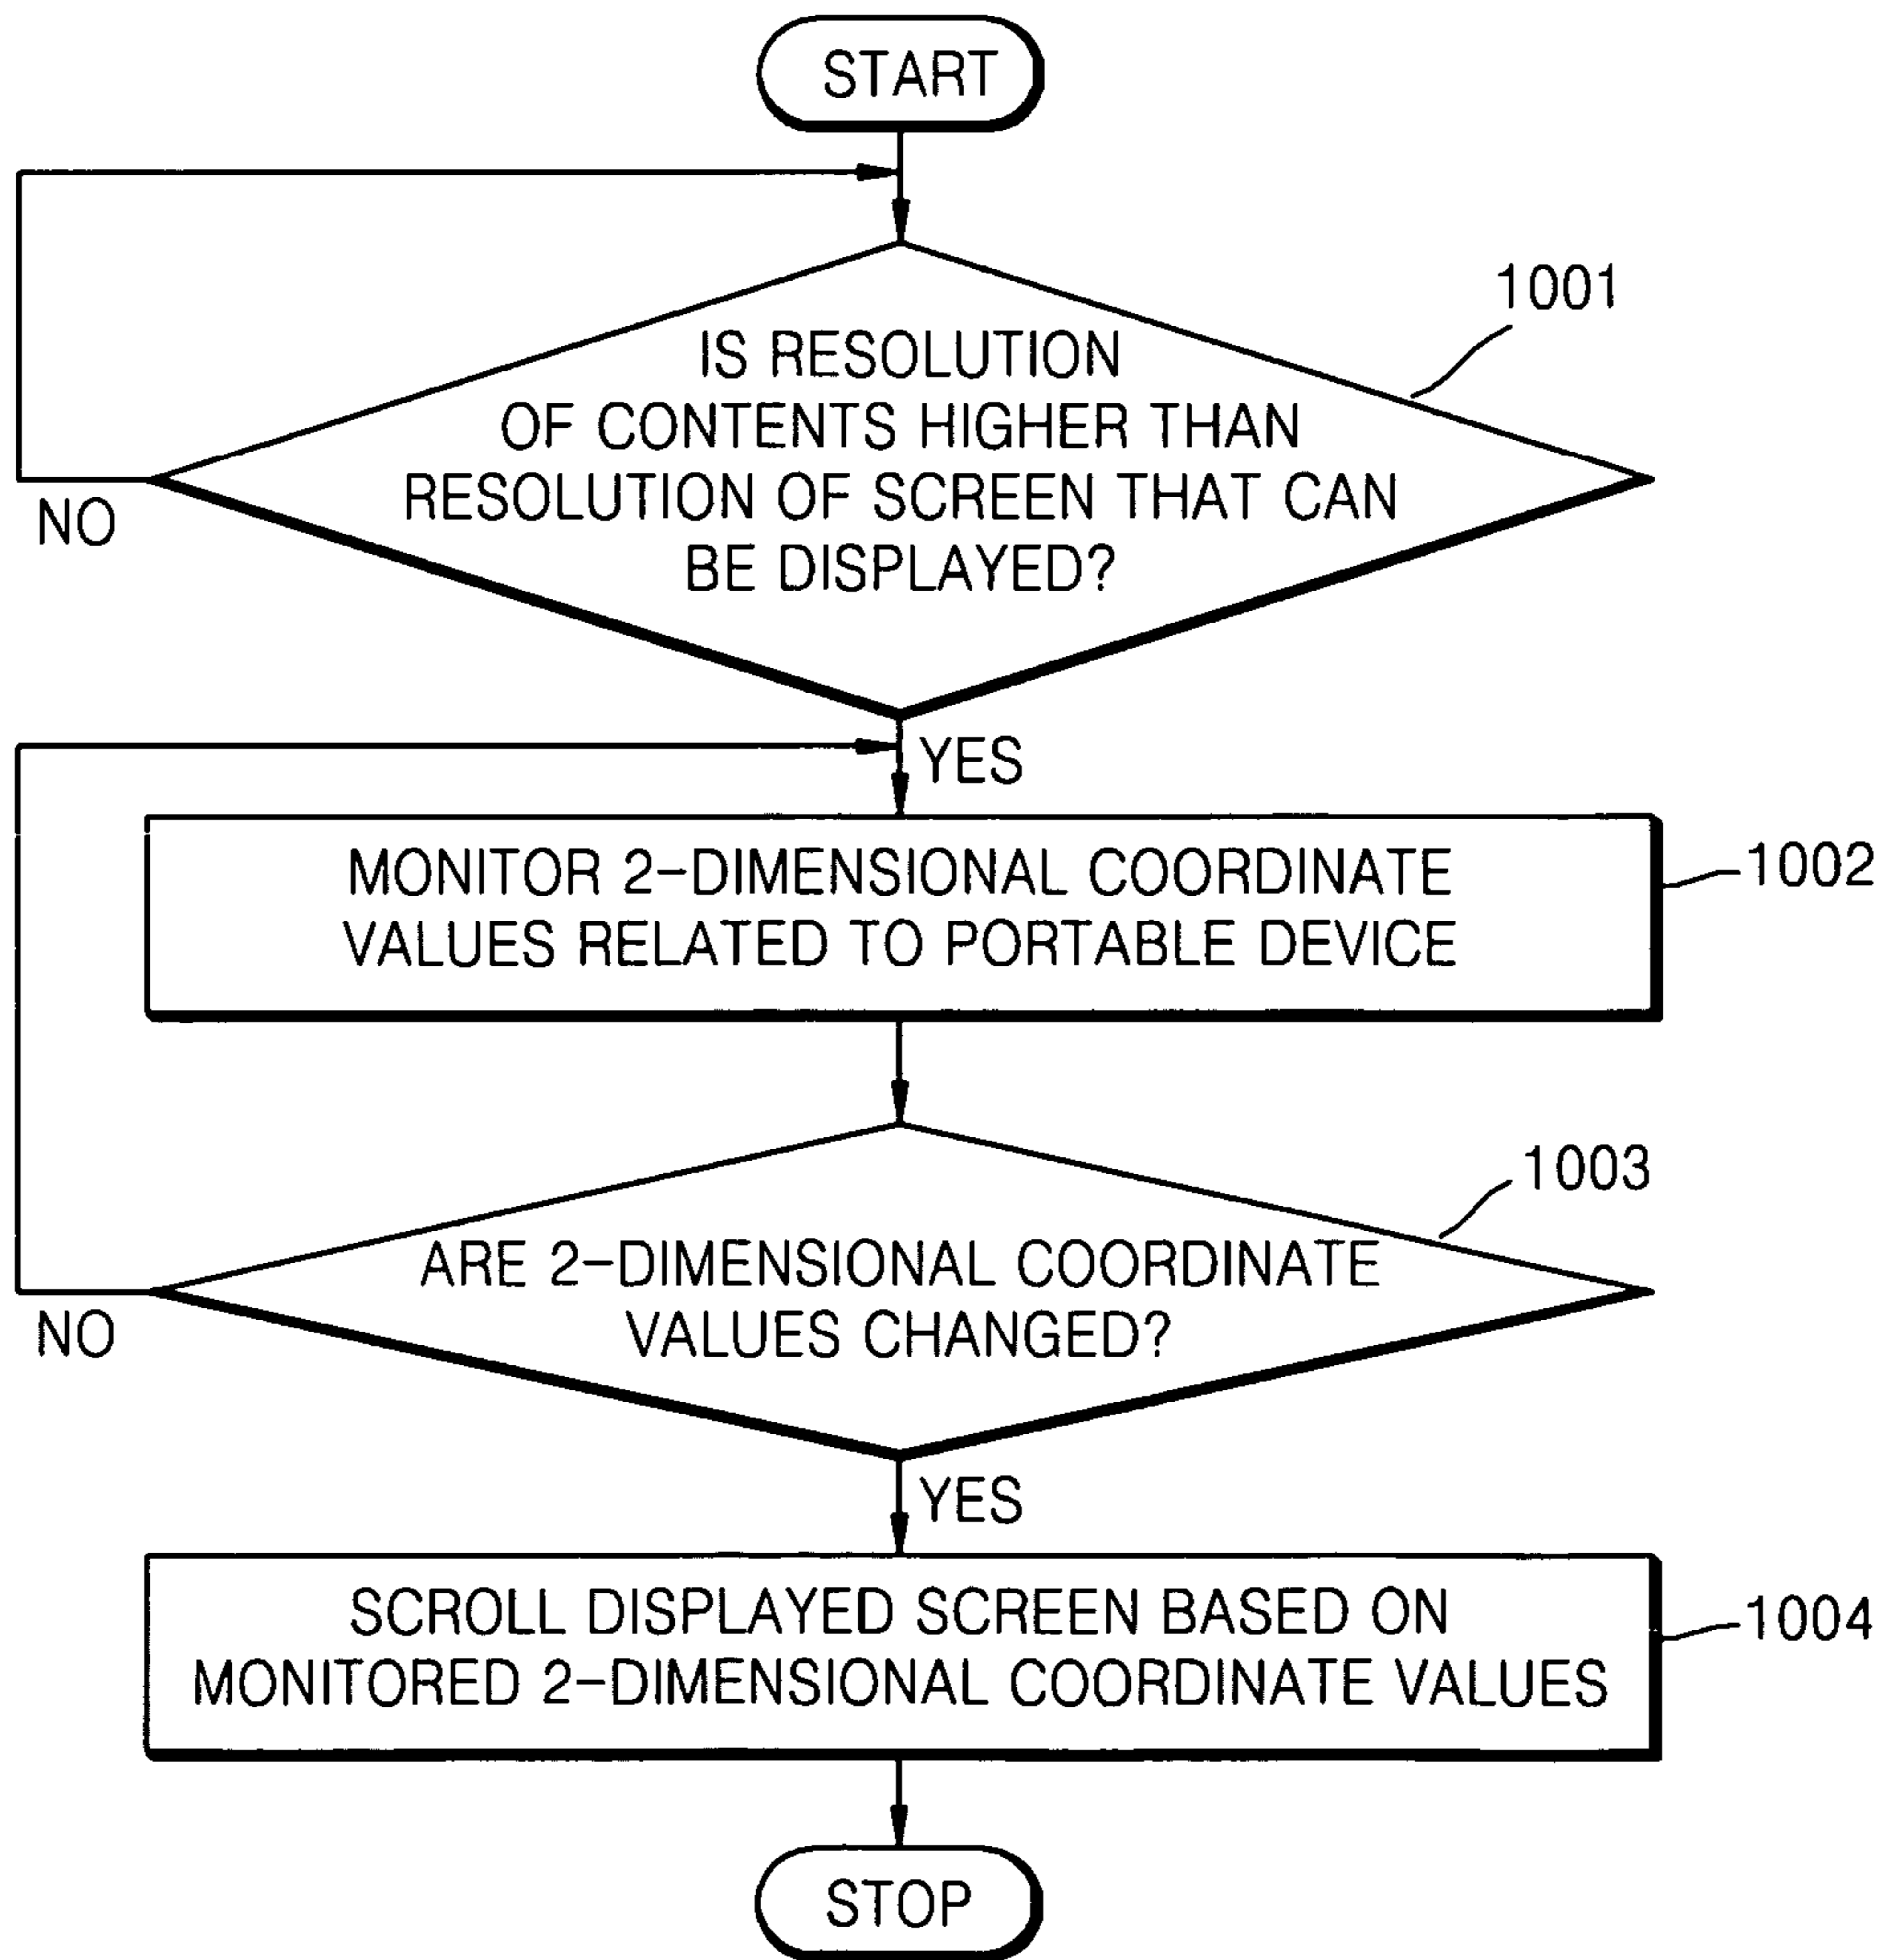 START
1001
IS RESOLUTION
OF CONTENTS HIGHER THAN
RESOLUTION OF SCREEN THAT CAN
BE DISPLAYED?
NO
YES
MONITOR 2-DIMENSIONAL COORDINATE
VALUES RELATED TO PORTABLE DEVICE
1002
1003
ARE 2-DIMENSIONAL COORDINATE
VALUES CHANGED?
NO
YES
SCROLL DISPLAYED SCREEN BASED ON
MONITORED 2-DIMENSIONAL COORDINATE VALUES
1004
STOP